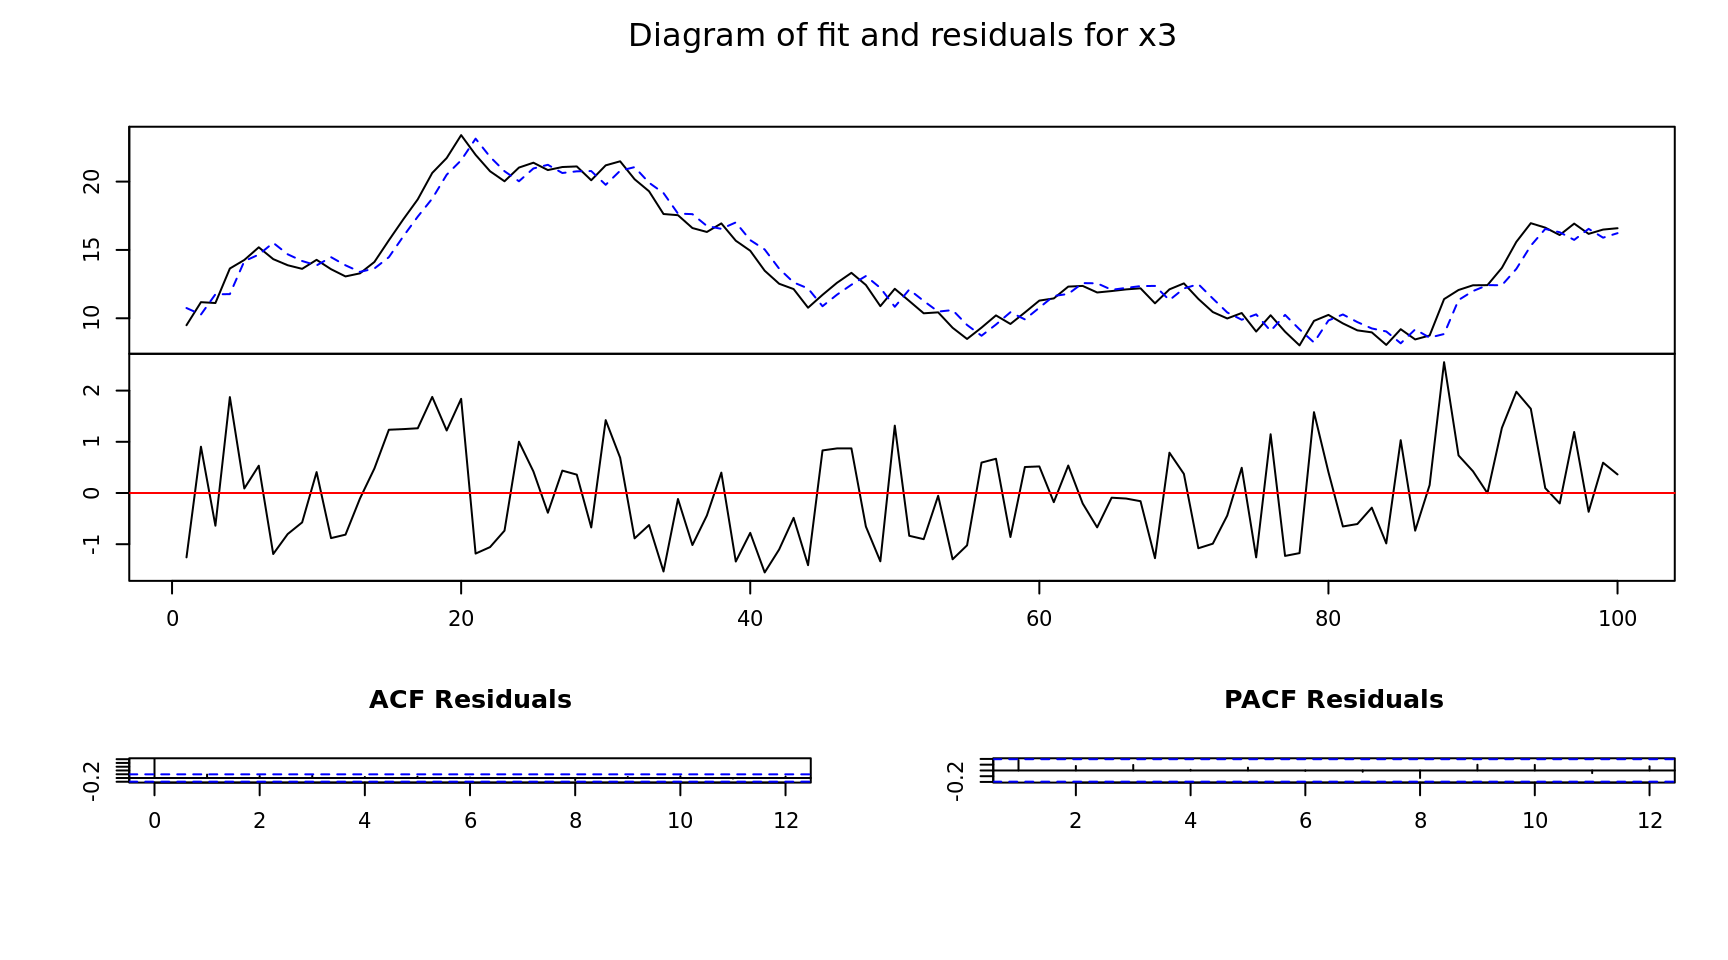 Diagram of fit and residuals for x3
20
15
10
2
1
0
-1
0 20 40 60 80 100
ACF Residuals
-0.2
0 2 4 6 8 10 12
PACF Residuals
-0.2
2 4 6 8 10 12